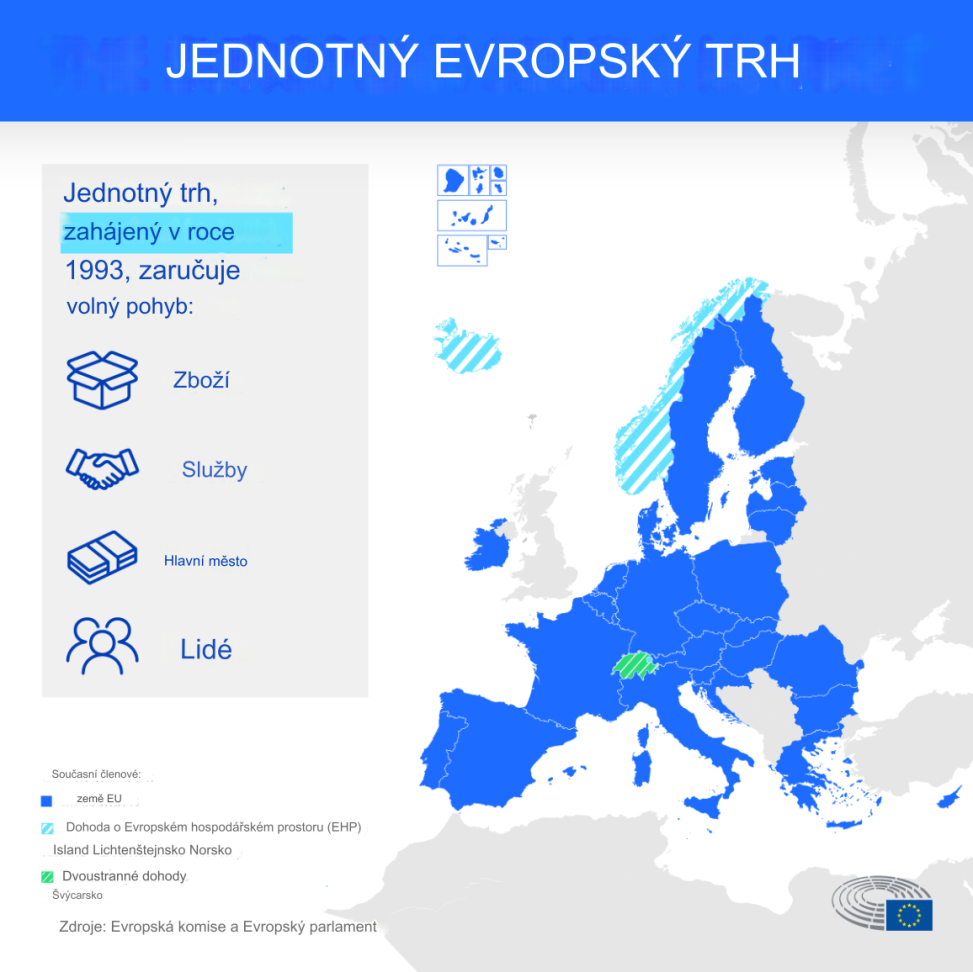 JEDNOTNÝ EVROPSKÝ TRH
Jednotný trh,
zahájený v roce
1993, zaručuje
volný pohyb:
Zboží
Služby
Hlavní město
Lidé
Současní členové:
země EU
Dohoda o Evropském hospodářském prostoru (EHP)
Island Lichtenštejnsko Norsko
Dvoustranné dohody
Švýcarsko
Zdroje: Evropská komise a Evropský parlament